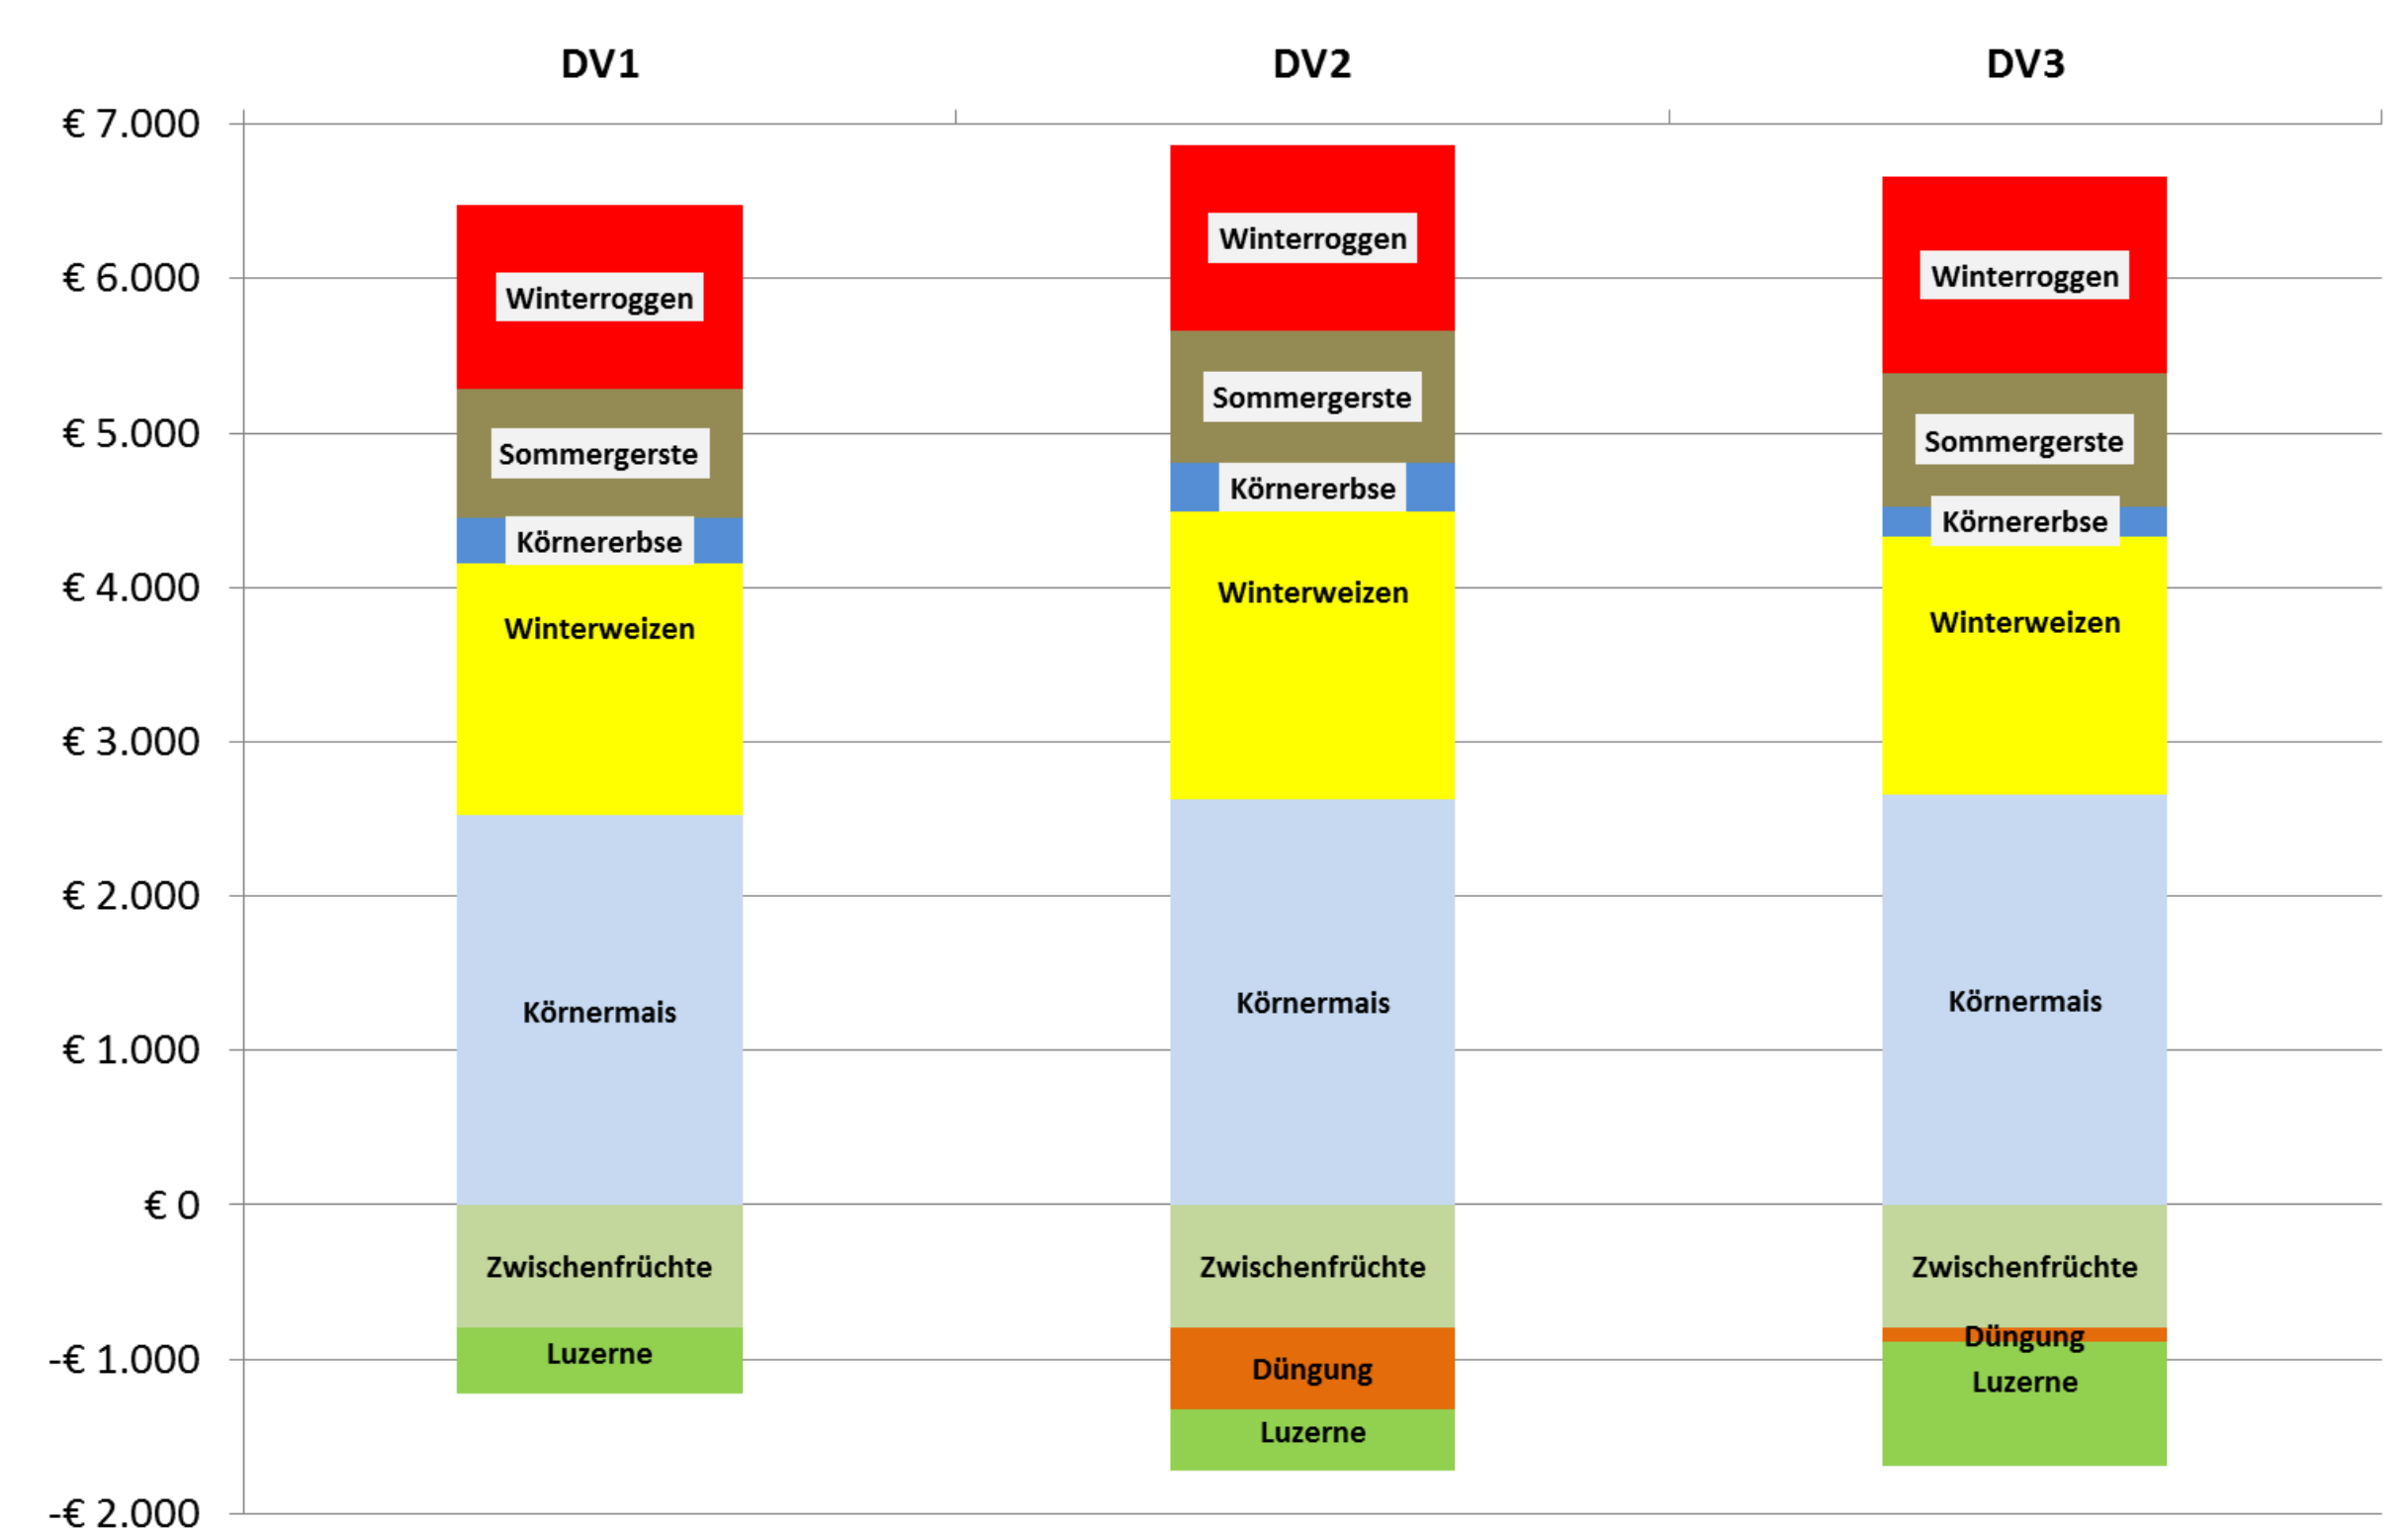 DV1 DV2 DV3
€ 7.000
€ 6.000
€ 5.000
€ 4.000
€ 3.000
€ 2.000
€ 1.000
€ 0
-€ 1.000
-€ 2.000
Winterroggen
Sommergerste
Körnererbse
Winterweizen
Körnermais
Zwischenfrüchte
Luzerne
Winterroggen
Sommergerste
Körnererbse
Winterweizen
Körnermais
Zwischenfrüchte
Düngung
Luzerne
Winterroggen
Sommergerste
Körnererbse
Winterweizen
Körnermais
Zwischenfrüchte
Düngung
Luzerne